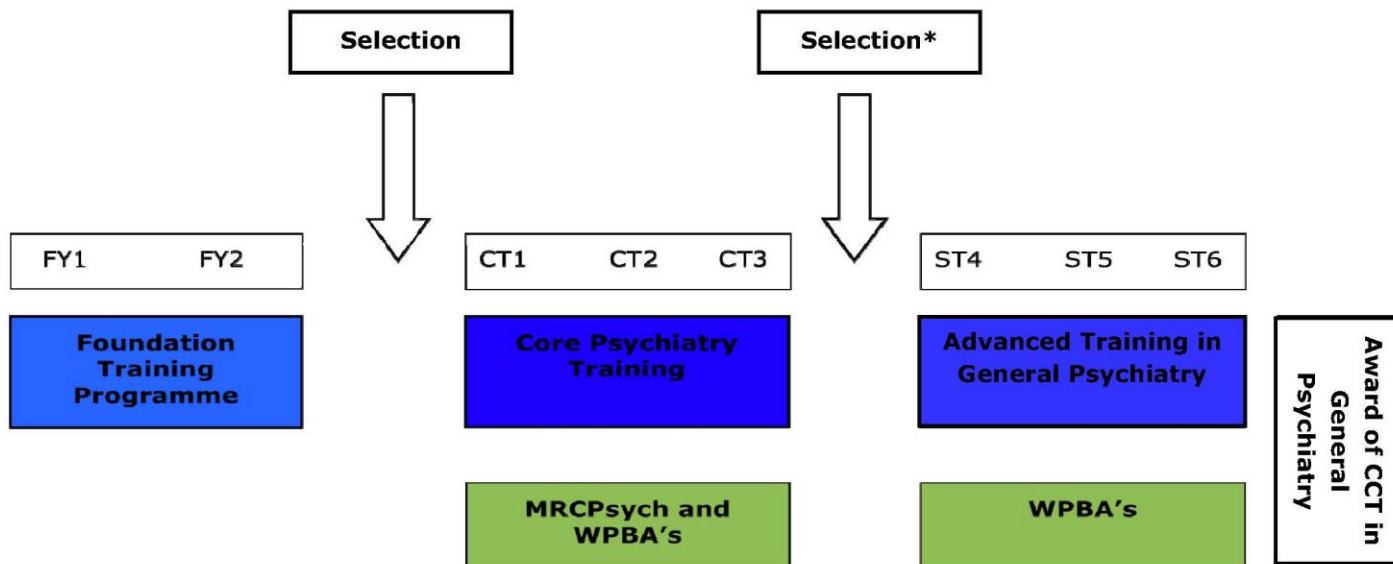 Selection
Selection*
FY1 FY2
CT1 CT2 CT3
ST4 ST5 ST6
Foundation
Training
Programme
Core Psychiatry
Training
Advanced Training in
General Psychiatry
Award of CCT in
General
Psychiatry
MRCPsych and
WPBA’s
WPBA’s